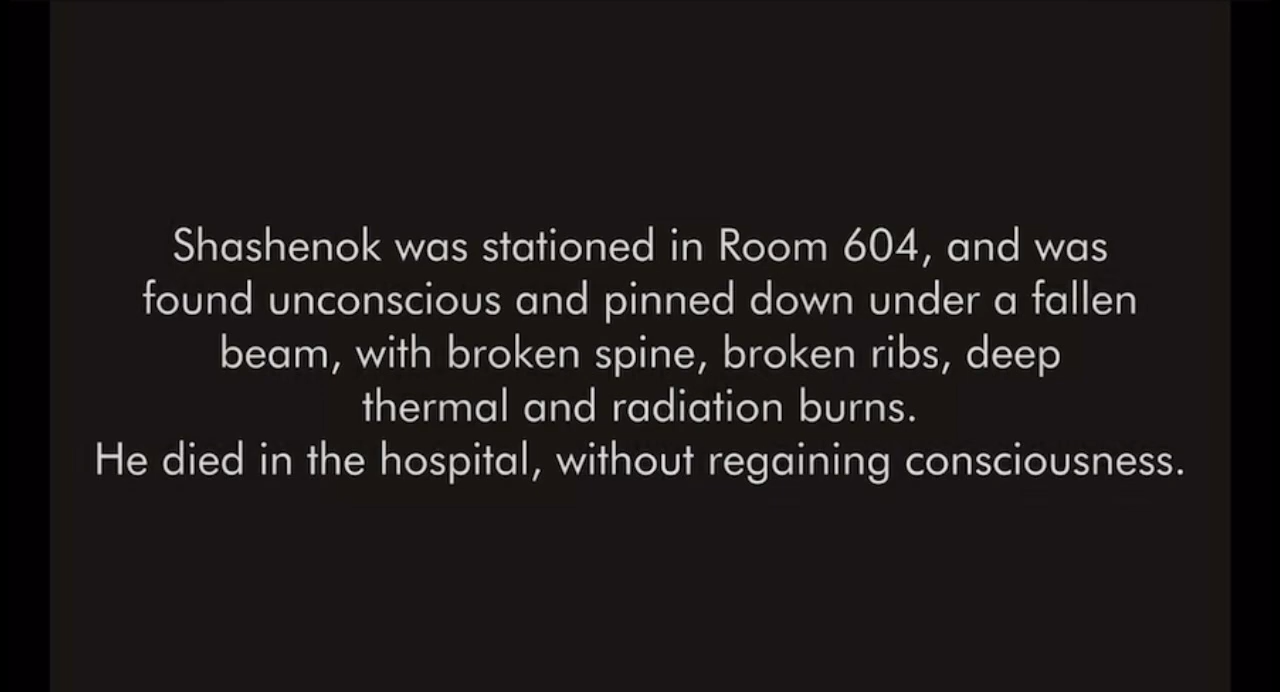 Shashenok was stationed in Room 604, and was
found unconscious and pinned down under a fallen
beam, with broken spine, broken ribs, deep
thermal and radiation burns.
He died in the hospital, without regaining consciousness.